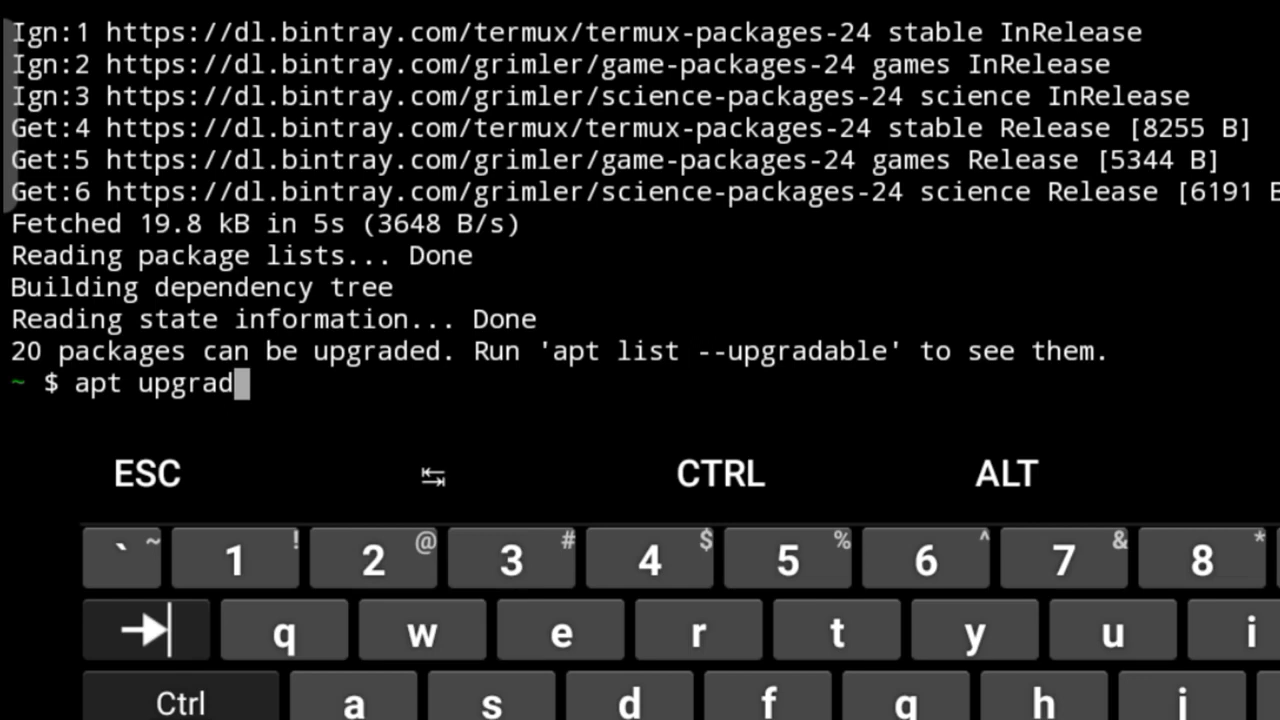 Ign:1 https://dl.bintray.com/termux/termux-packages-24 stable InRelease
Ign:2 https://dl.bintray.com/grimler/game-packages-24 games InRelease
Ign:3 https://dl.bintray.com/grimler/science-packages-24 science InRelease
Get:4 https://dl.bintray.com/termux/termux-packages-24 stable Release [8255 B]
Get:5 https://dl.bintray.com/grimler/game-packages-24 games Release [5344 B]
Get:6 https://dl.bintray.com/grimler/science-packages-24 science Release [6191 B
Fetched 19.8 kB in 5s (3648 B/s)
Reading package lists... Done
Building dependency tree
Reading state information... Done
20 packages can be upgraded. Run 'apt list --upgradable' to see them.
~ $ apt upgrad
ESC ↹ CTRL ALT
` ~ 1 ! 2 @ 3 # 4 $ 5 % 6 ^ 7 & 8 *
q w e r t y u i
Ctrl a s d f g h j